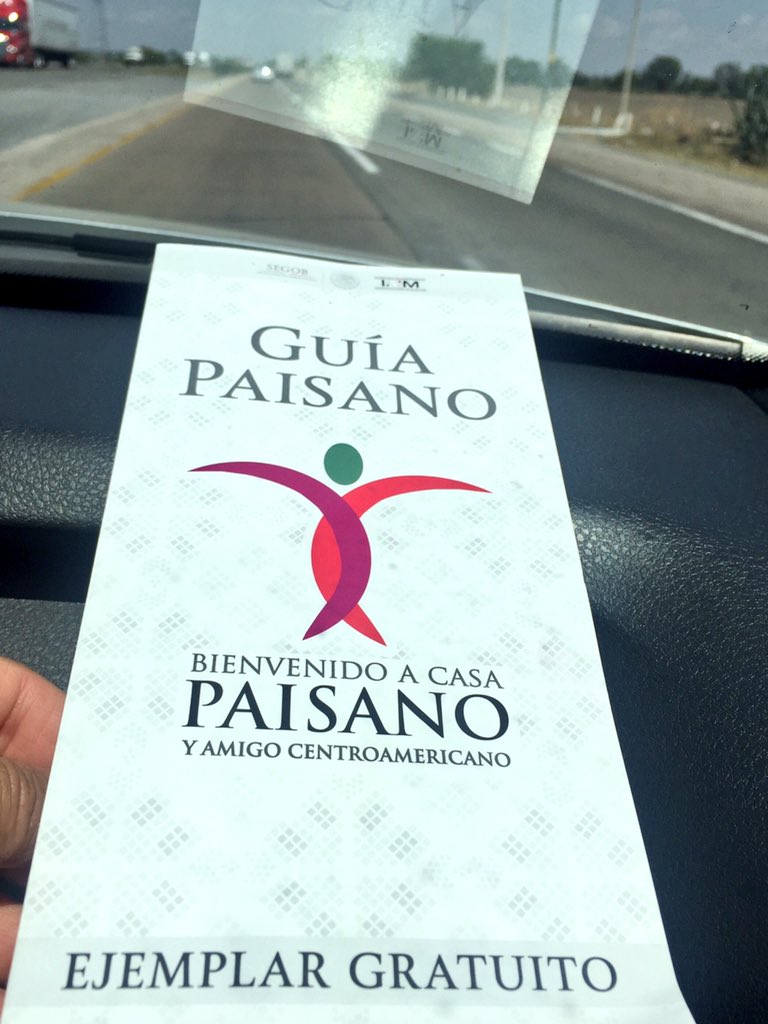 SEGOB
INM
GUÍA
PAISANO
BIENVENIDO A CASA
PAISANO
Y AMIGO CENTROAMERICANO
EJEMPLAR GRATUITO